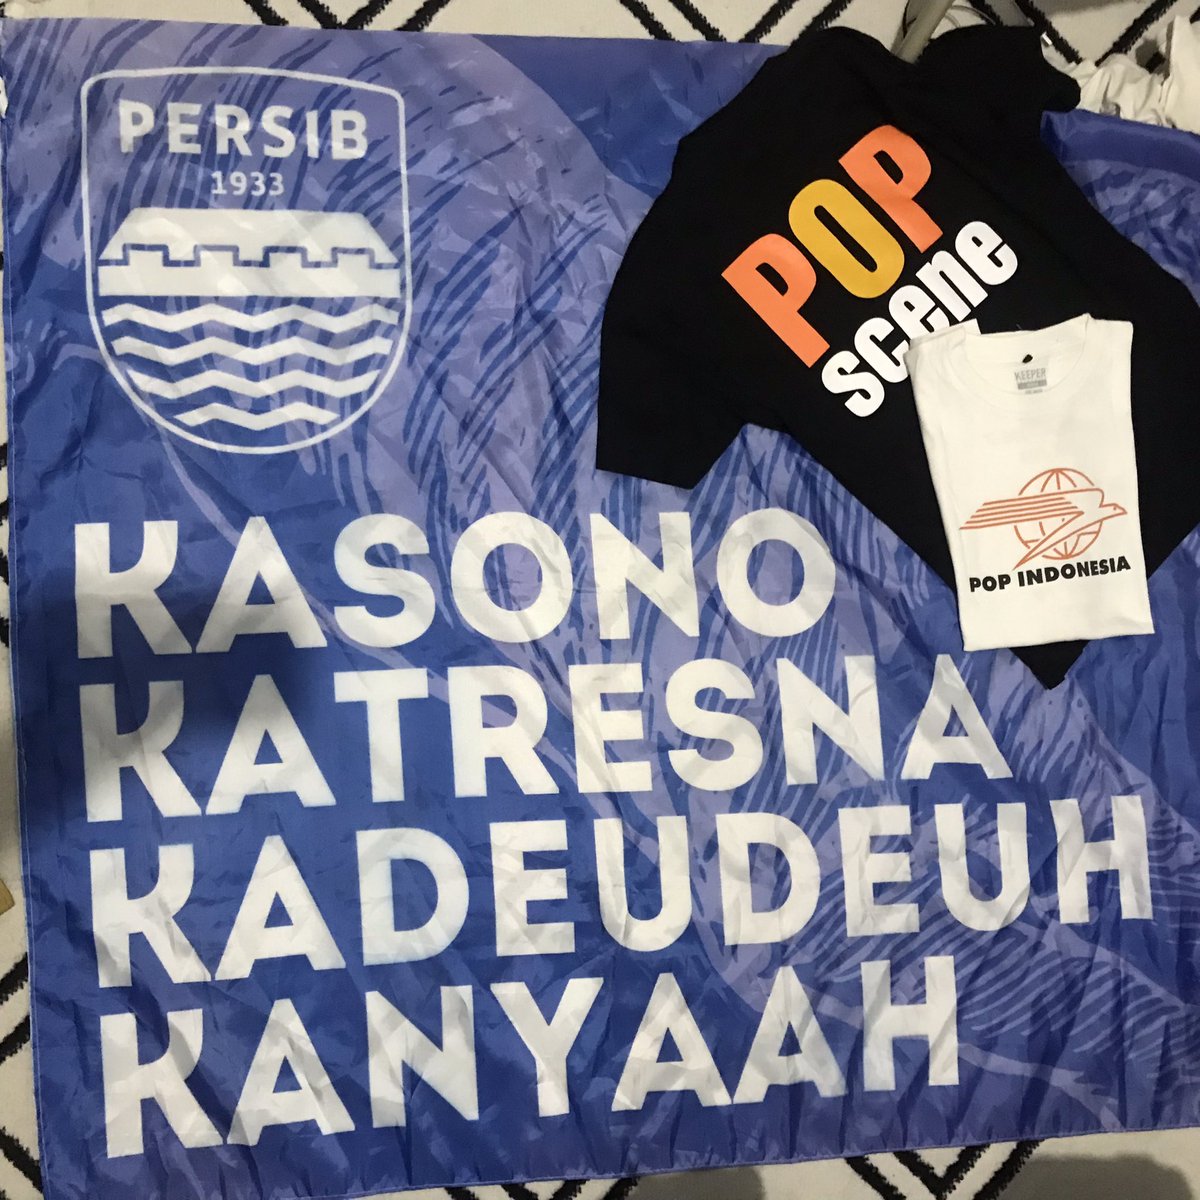 PERSIB
1933
KASONO
KATRESNA
KADEUDEUH
KANYAAH
POP
scene
KEEPER
POP INDONESIA